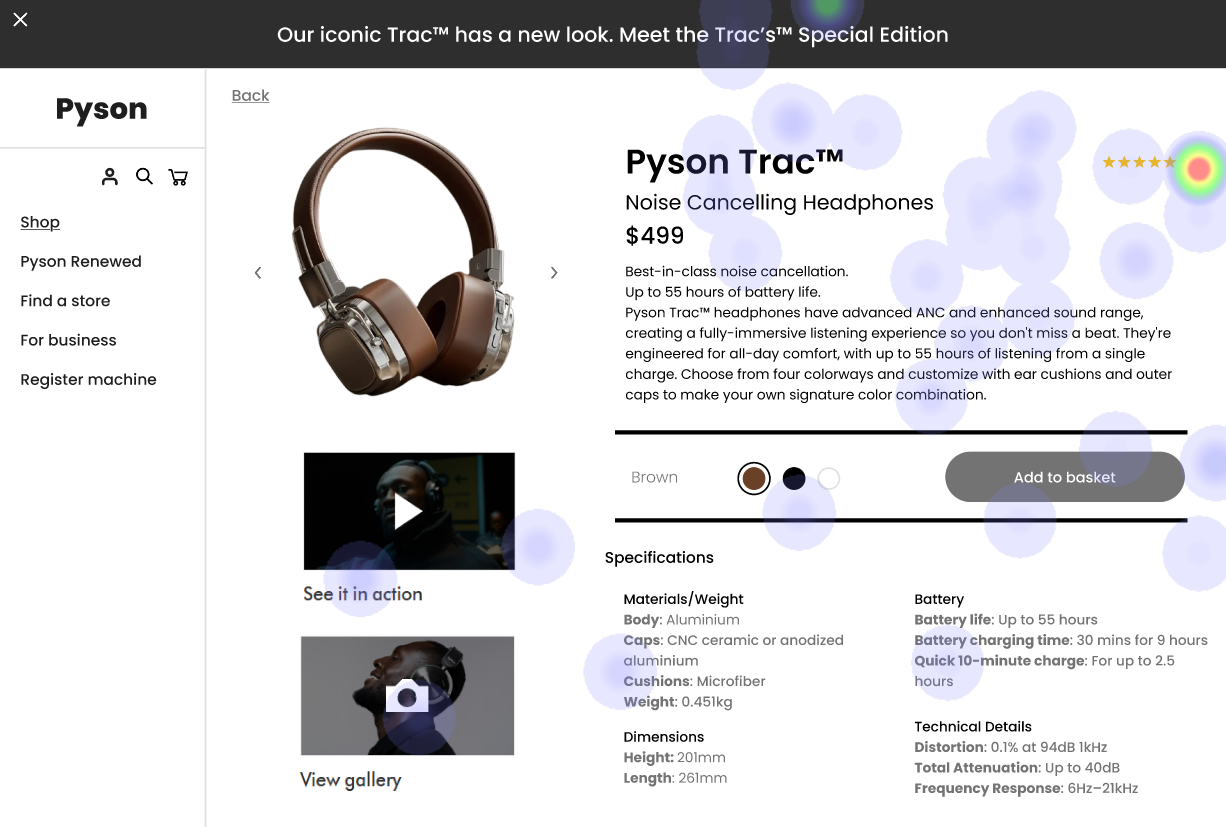 Our iconic Trac™ has a new look. Meet the Trac’s™ Special Edition
Pyson
Shop
Pyson Renewed
Find a store
For business
Register machine
Back
Pyson Trac™
Noise Cancelling Headphones
$499
Best-in-class noise cancellation.
Up to 55 hours of battery life.
Pyson Trac™ headphones have advanced ANC and enhanced sound range,
creating a fully-immersive listening experience so you don't miss a beat. They're
engineered for all-day comfort, with up to 55 hours of listening from a single
charge. Choose from four colorways and customize with ear cushions and outer
caps to make your own signature color combination.
Brown
Add to basket
See it in action
View gallery
Specifications
Materials/Weight
Body: Aluminium
Caps: CNC ceramic or anodized
aluminium
Cushions: Microfiber
Weight: 0.451kg
Dimensions
Height: 201mm
Length: 261mm
Battery
Battery life: Up to 55 hours
Battery charging time: 30 mins for 9 hours
Quick 10-minute charge: For up to 2.5
hours
Technical Details
Distortion: 0.1% at 94dB 1kHz
Total Attenuation: Up to 40dB
Frequency Response: 6Hz–21kHz